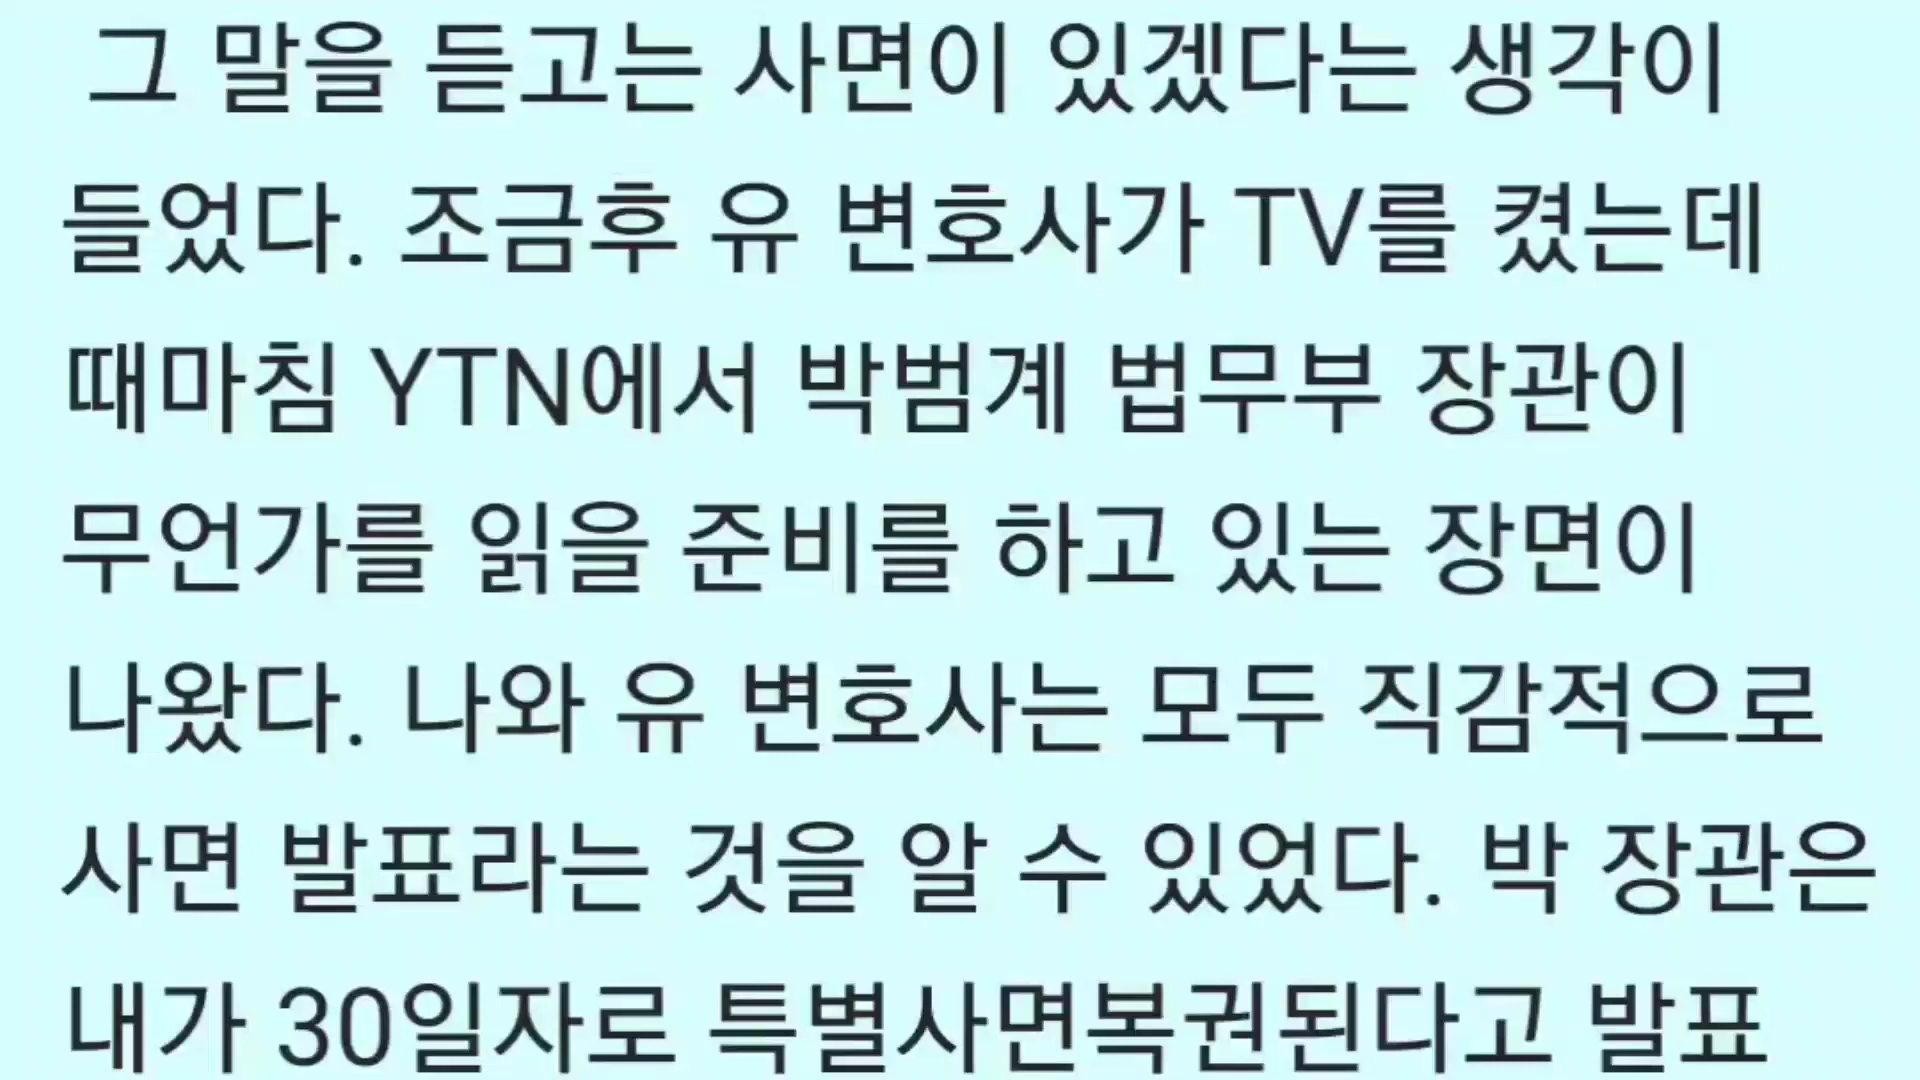 그 말을 듣고는 사면이 있겠다는 생각이
들었다. 조금후 유 변호사가 TV를 켰는데
때마침 YTN에서 박범계 법무부 장관이
무언가를 읽을 준비를 하고 있는 장면이
나왔다. 나와 유 변호사는 모두 직감적으로
사면 발표라는 것을 알 수 있었다. 박 장관은
내가 30일자로 특별사면복권된다고 발표